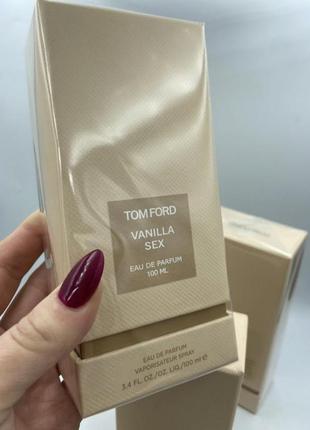 TOM FORD
VANILLA
SEX
EAU DE PARFUM
100 ML
EAU DE PARFUM
VAPORISATEUR SPRAY
3.4 FL. OZ./OZ. LIQ./100 ml ℮